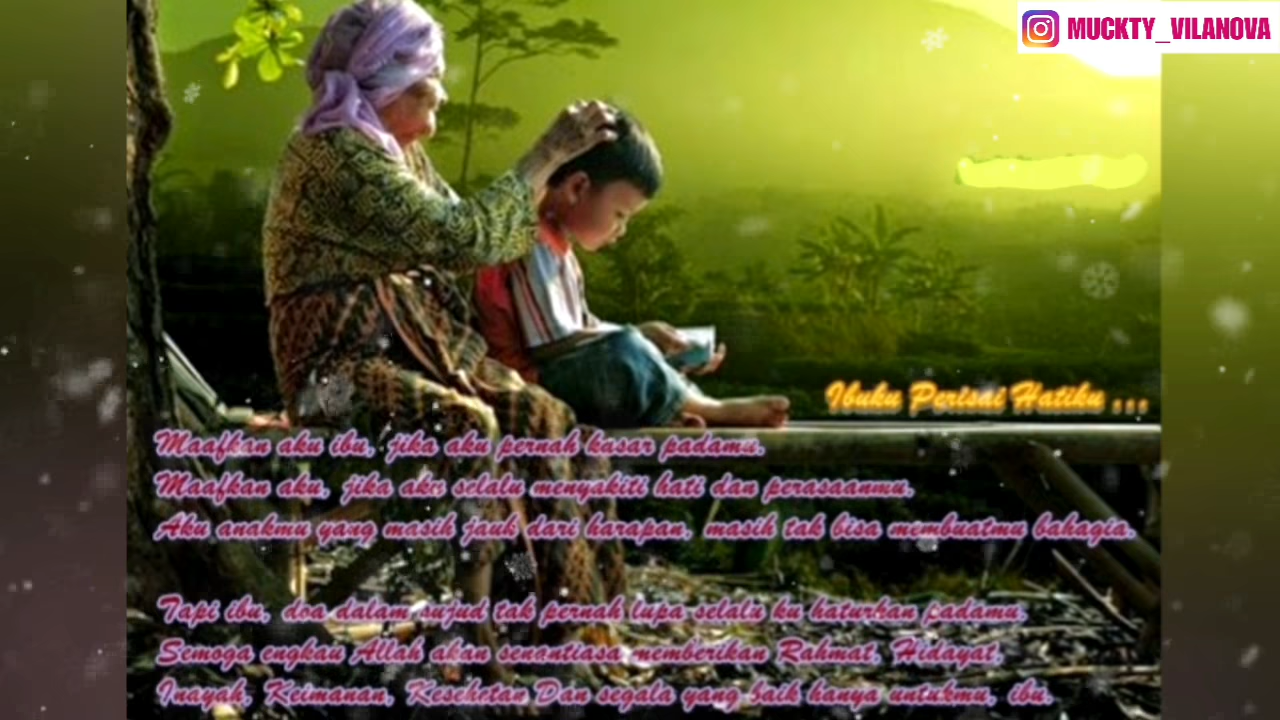 MUCKTY_VILANOVA
Ibuku Perisai Hatiku ...
Maafkan aku ibu, jika aku pernah kasar padamu.
Maafkan aku, jika aku selalu menyakiti hati dan perasaanmu.
Aku anakmu yang masih jauk dari harapan, masih tak bisa membuatmu bahagia.
Tapi ibu, doa dalam sujud tak pernah lupa selalu ku haturkan padamu.
Semoga engkau Allah akan senantiasa memberikan Rahmat, Hidayat,
Inayah, Keimanan, Kesehetan Dan segala yang baik hanya untukmu, ibu.